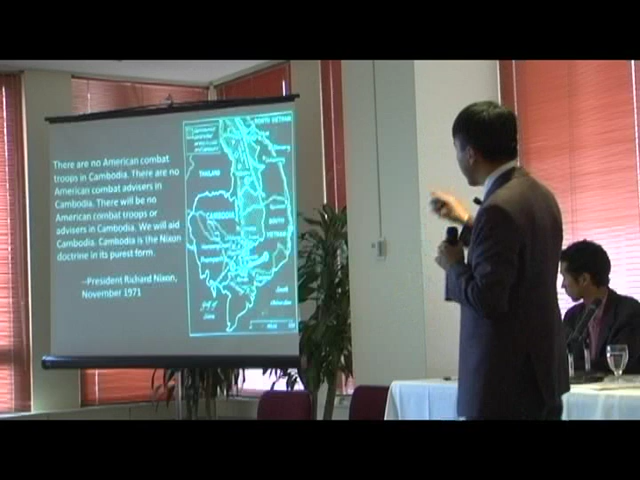 There are no American combat
troops in Cambodia. There are no
American combat advisers in
Cambodia. There will be no
American combat troops or
advisers in Cambodia. We will aid
Cambodia. Cambodia is the Nixon
doctrine in its purest form.
--President Richard Nixon,
November 1971
NORTH VIETNAM
THAILAND
CAMBODIA
SOUTH
VIETNAM